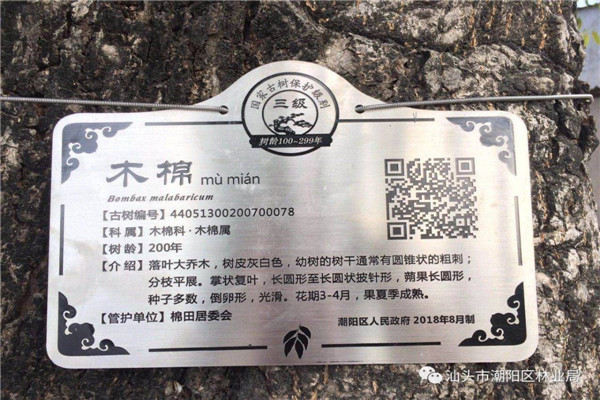 国家古树保护级别
三级
树龄100~299年
木棉 mù mián
Bombax malabaricum
【古树编号】44051300200700078
【科 属】木棉科·木棉属
【树 龄】200年
【介 绍】落叶大乔木，树皮灰白色，幼树的树干通常有圆锥状的粗刺；
分枝平展。掌状复叶，长圆形至长圆状披针形，蒴果长圆形，
种子多数，倒卵形，光滑。花期3-4月，果夏季成熟。
【管护单位】棉田居委会
潮阳区人民政府 2018年8月制
汕头市潮阳区林业局